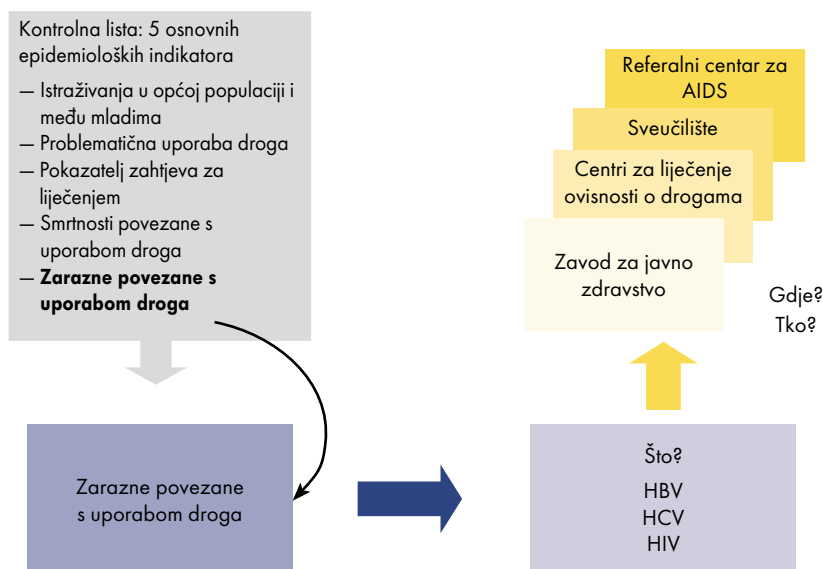 Kontrolna lista: 5 osnovnih
epidemioloških indikatora
— Istraživanja u općoj populaciji i
među mladima
— Problematična uporaba droga
— Pokazatelj zahtjeva za
liječenjem
— Smrtnosti povezane s
uporabom droga
— Zarazne povezane s
uporabom droga
Zarazne povezane
s uporabom droga
Što?
HBV
HCV
HIV
Referalni centar za
AIDS
Sveučilište
Centri za liječenje
ovisnosti o drogama
Zavod za javno
zdravstvo
Gdje?
Tko?